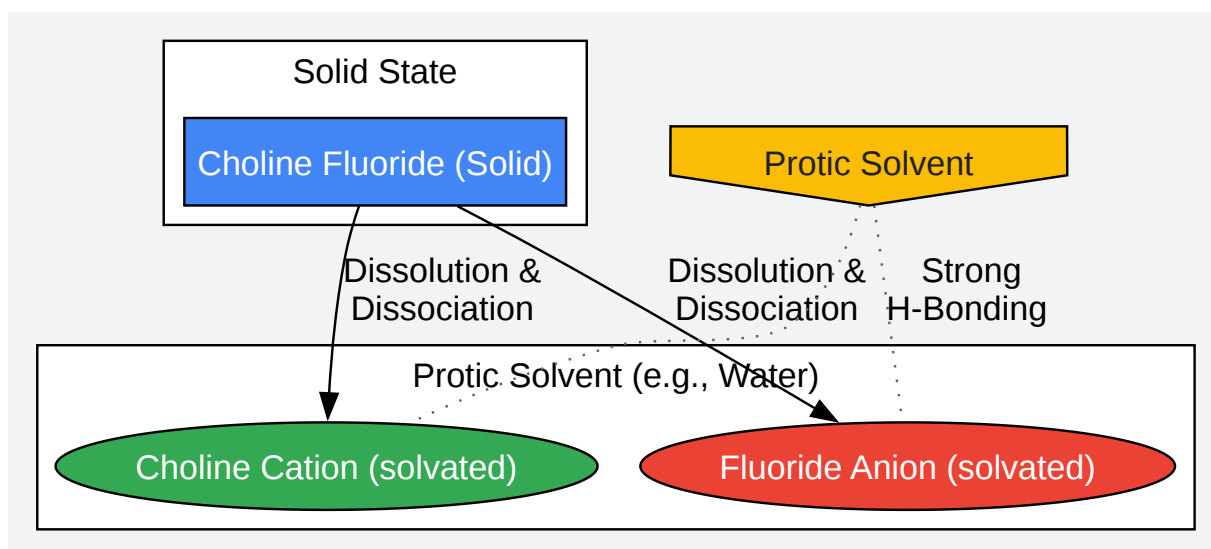 Solid State
Choline Fluoride (Solid)
Protic Solvent
Dissolution &
Dissociation
Dissolution &
Dissociation
Strong
H-Bonding
Protic Solvent (e.g., Water)
Choline Cation (solvated)
Fluoride Anion (solvated)